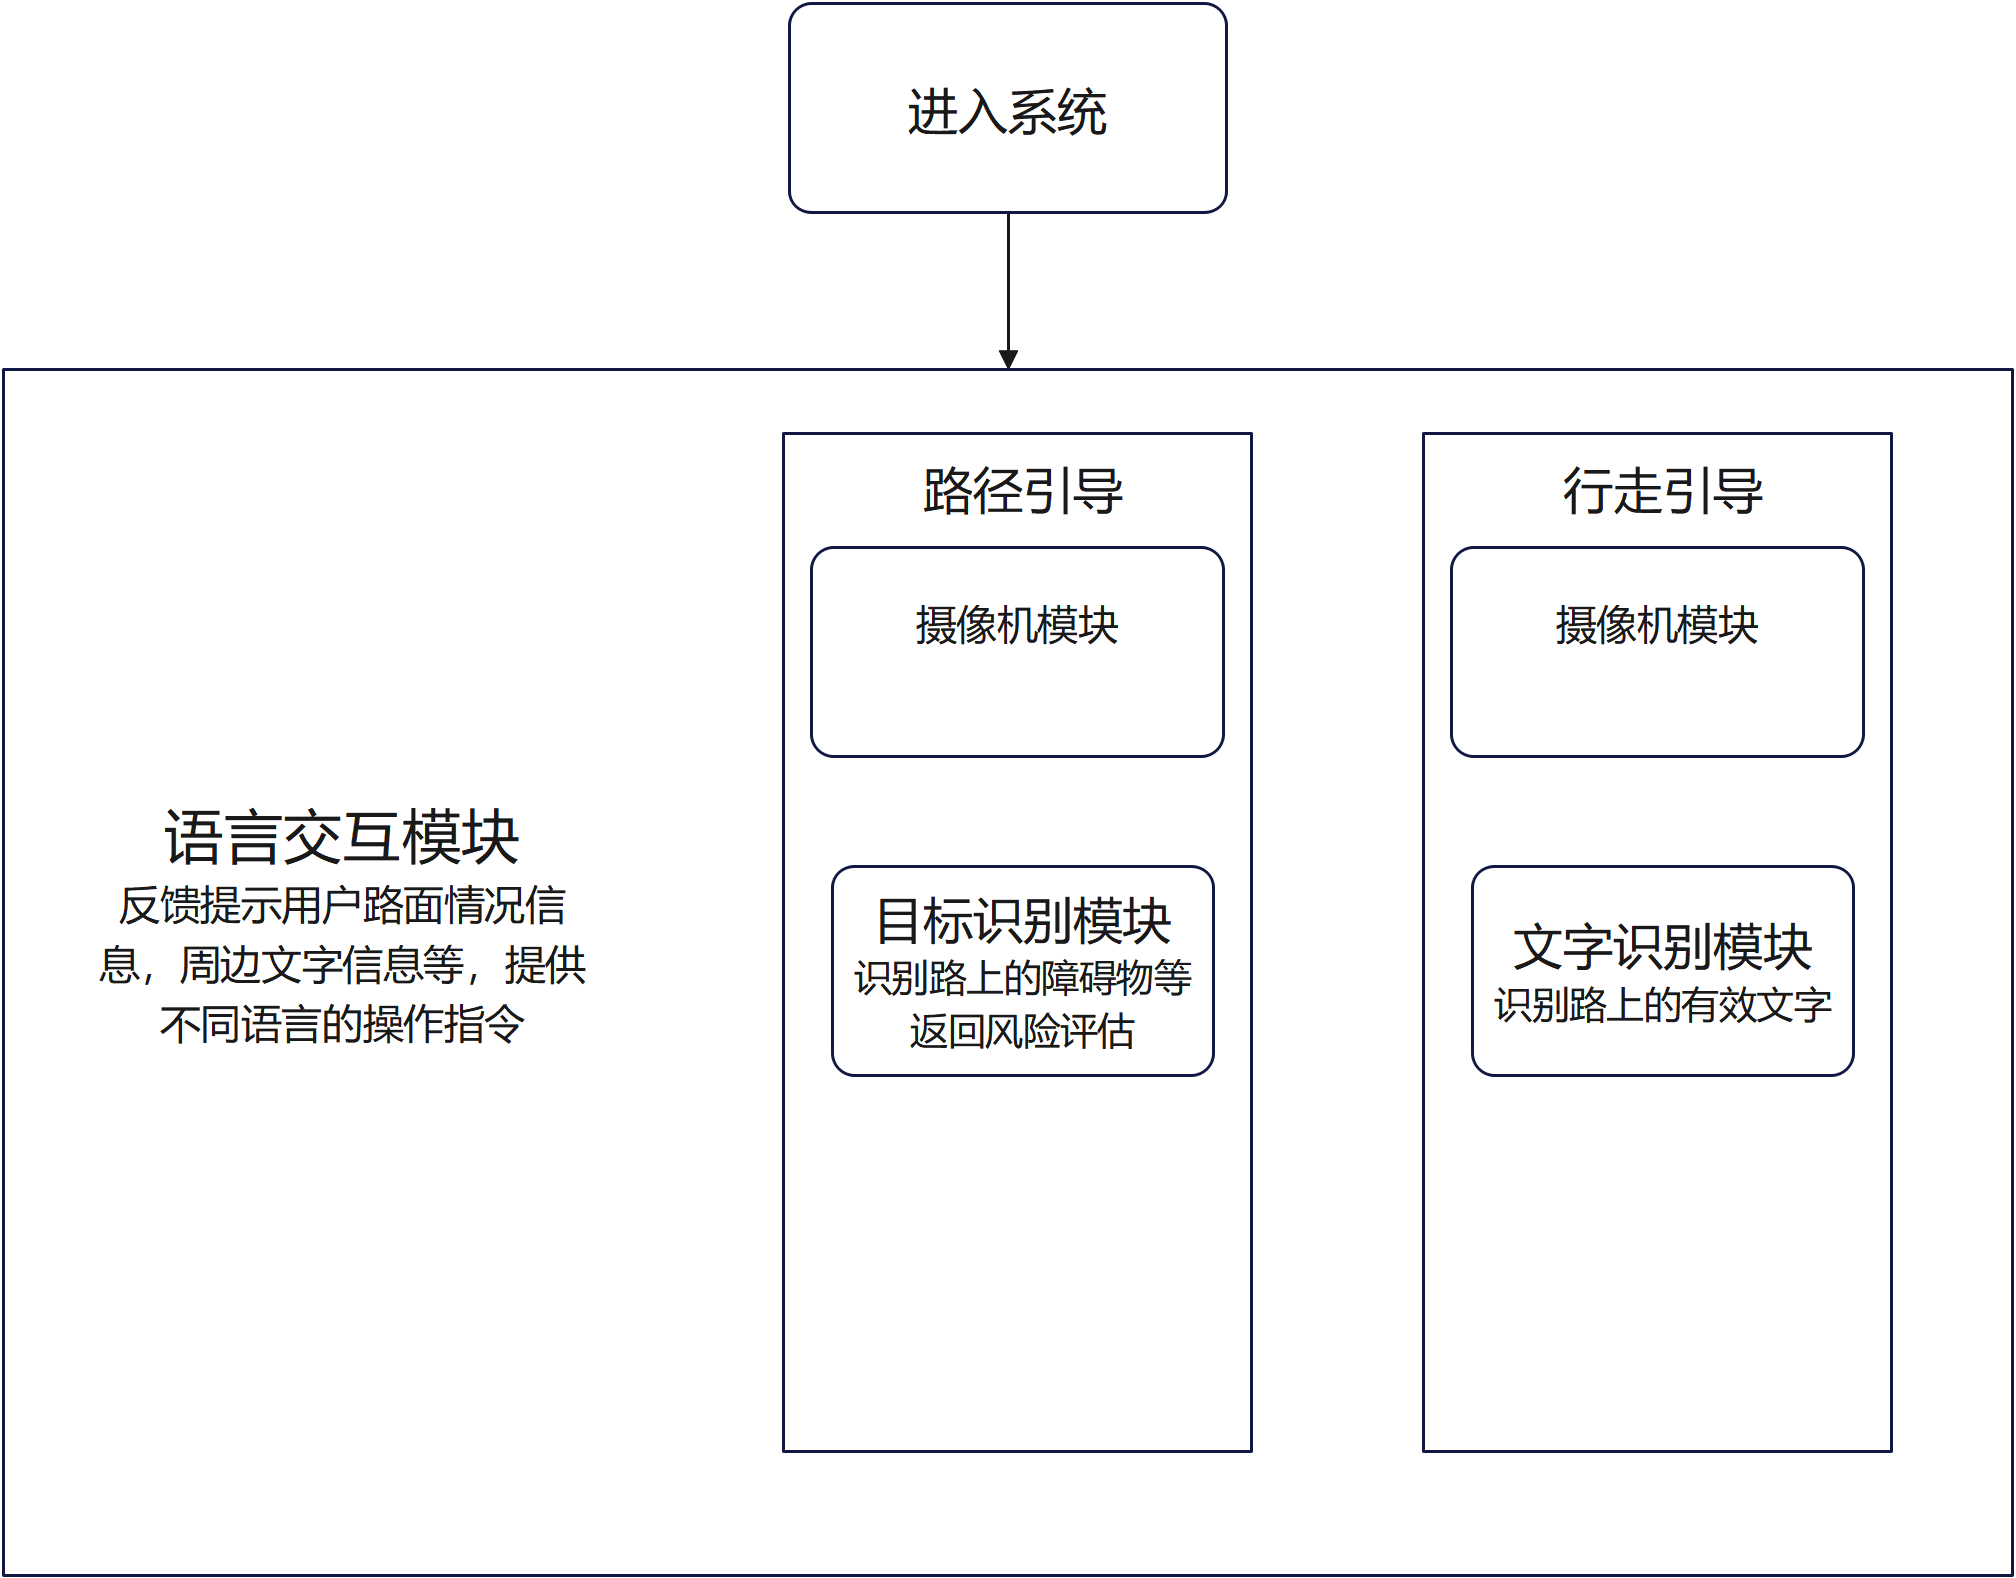 进入系统
语言交互模块
反馈提示用户路面情况信
息，周边文字信息等，提供
不同语言的操作指令
路径引导
摄像机模块
目标识别模块
识别路上的障碍物等
返回风险评估
行走引导
摄像机模块
文字识别模块
识别路上的有效文字